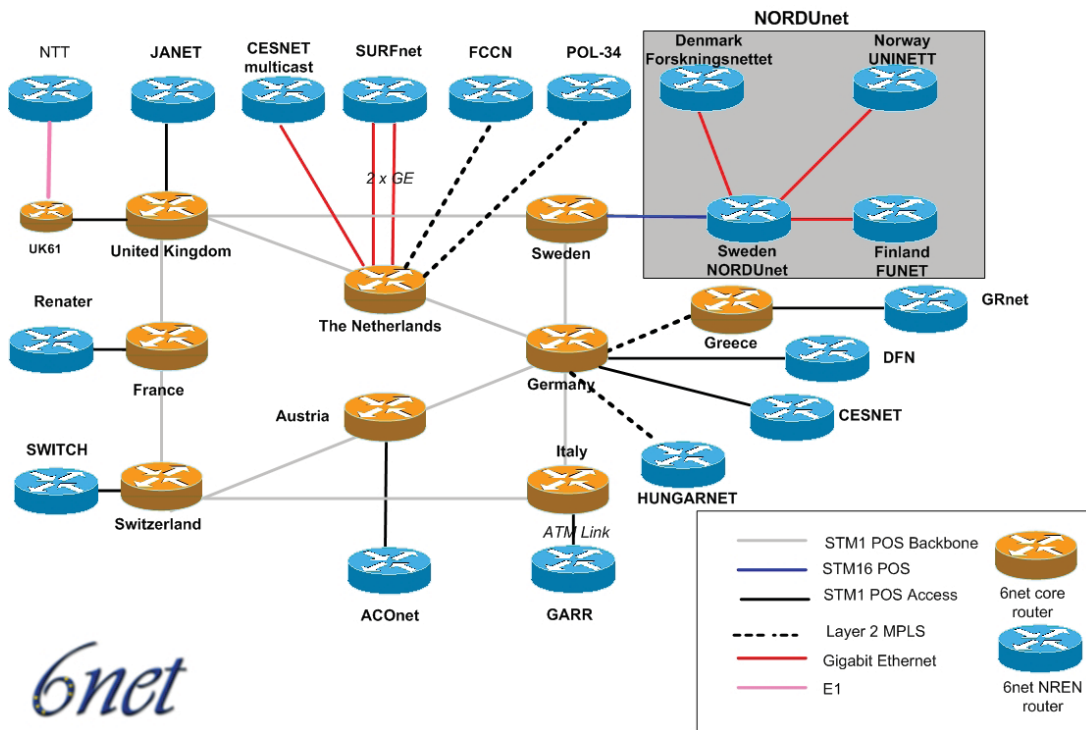 NORDUnet
NTT
JANET
CESNET
multicast
SURFnet
FCCN
POL-34
Denmark
Forskningsnettet
Norway
UNINETT
2 x GE
UK61
United Kingdom
Sweden
Sweden
NORDUnet
Finland
FUNET
Renater
The Netherlands
Greece
GRnet
France
Germany
DFN
Austria
CESNET
SWITCH
Italy
HUNGARNET
Switzerland
ATM Link
ACOnet
GARR
STM1 POS Backbone
STM16 POS
STM1 POS Access
Layer 2 MPLS
Gigabit Ethernet
E1
6net core
router
6net NREN
router
6net